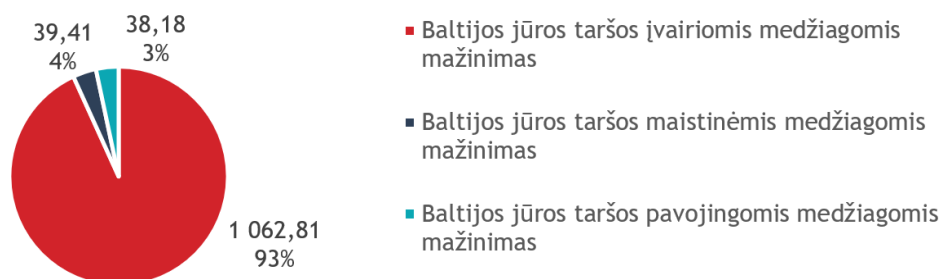 39,41
4%
38,18
3%
1 062,81
93%
Baltijos jūros taršos įvairiomis medžiagomis
mažinimas
Baltijos jūros taršos maistinėmis medžiagomis
mažinimas
Baltijos jūros taršos pavojingomis medžiagomis
mažinimas